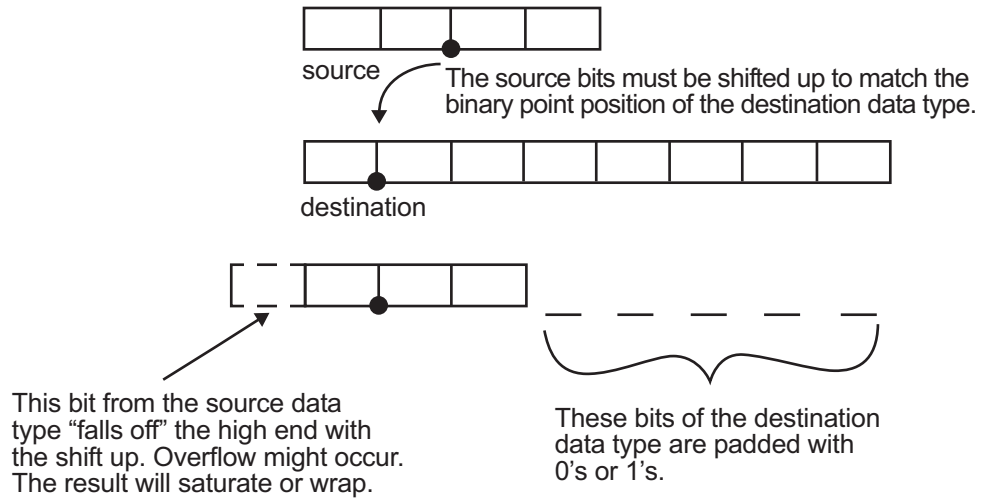 source
The source bits must be shifted up to match the
binary point position of the destination data type.
destination
This bit from the source data
type “falls off” the high end with
the shift up. Overflow might occur.
The result will saturate or wrap.
These bits of the destination
data type are padded with
0's or 1's.